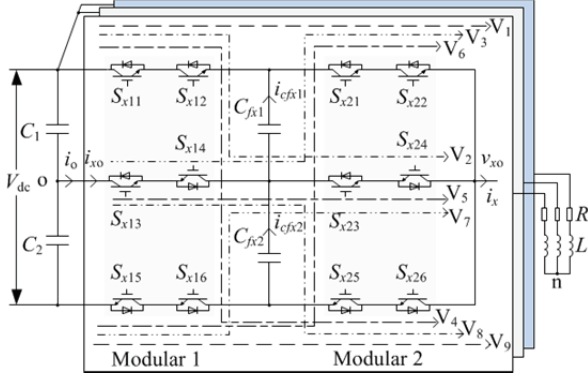 V1
V3
V6
Sx11 Sx12 Cfx1 icfx1 Sx21 Sx22
C1 Sx14 Sx24
io ixo V2 vxo
Vdc o V5 ix
Sx13 Cfx2 icfx2 Sx23 V7 R
C2 Sx15 Sx16 Sx25 Sx26 L
n
V4 V8
V9
Modular 1 Modular 2